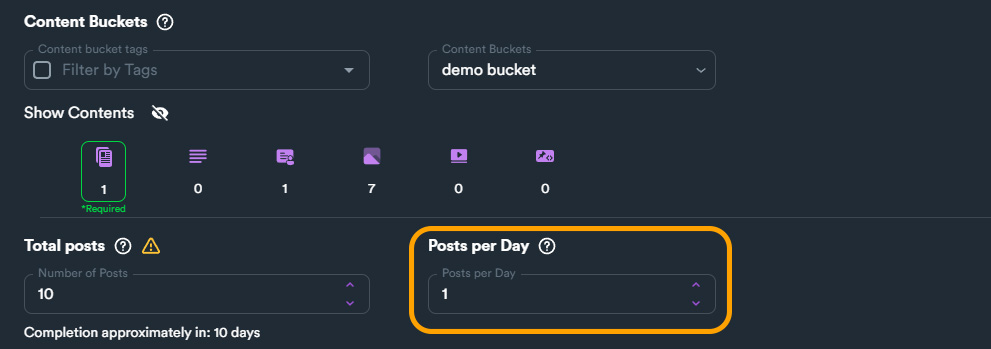 Content Buckets
Content bucket tags
Filter by Tags
Content Buckets
demo bucket
Show Contents
1 0 1 7 0 0
*Required
Total posts
Number of Posts
10
Completion approximately in: 10 days
Posts per Day
Posts per Day
1